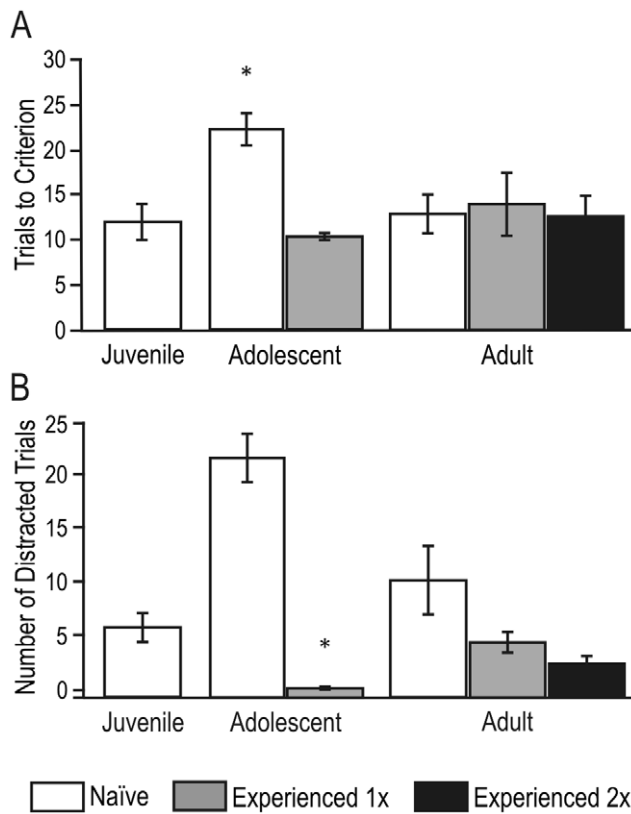 A
Trials to Criterion
30
25
20
15
10
5
0
*
Juvenile Adolescent Adult
B
Number of Distracted Trials
25
20
15
10
5
0
*
Juvenile Adolescent Adult
Naïve Experienced 1x Experienced 2x